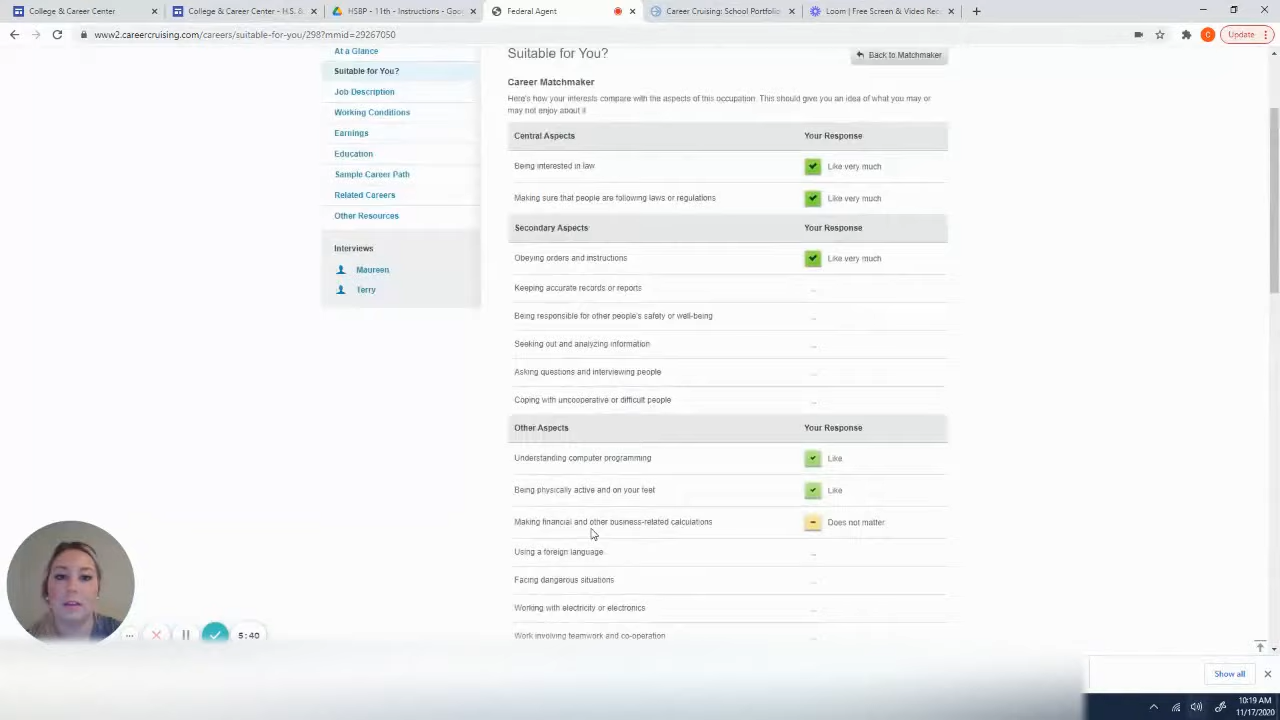 College & Career Center
College & Career Center - H.S. &
HSBP - 11th - Instructions - Goo
Federal Agent
Career Cruising: School Portfolio
Loom | Free Screen & Video Rec
www2.careercruising.com/careers/suitable-for-you/298?mmid=29267050
C
Update
At a Glance
Suitable for You?
Job Description
Working Conditions
Earnings
Education
Sample Career Path
Related Careers
Other Resources
Interviews
Maureen
Terry
Suitable for You?
Back to Matchmaker
Career Matchmaker
Here's how your interests compare with the aspects of this occupation. This should give you an idea of what you may or
may not enjoy about it.
Central Aspects Your Response
Being interested in law Like very much
Making sure that people are following laws or regulations Like very much
Secondary Aspects Your Response
Obeying orders and instructions Like very much
Keeping accurate records or reports ...
Being responsible for other people's safety or well-being ...
Seeking out and analyzing information ...
Asking questions and interviewing people ...
Coping with uncooperative or difficult people ...
Other Aspects Your Response
Understanding computer programming Like
Being physically active and on your feet Like
Making financial and other business-related calculations Does not matter
Using a foreign language ...
Facing dangerous situations ...
Working with electricity or electronics ...
Work involving teamwork and co-operation ...
5:40
Show all
10:19 AM
11/17/2020